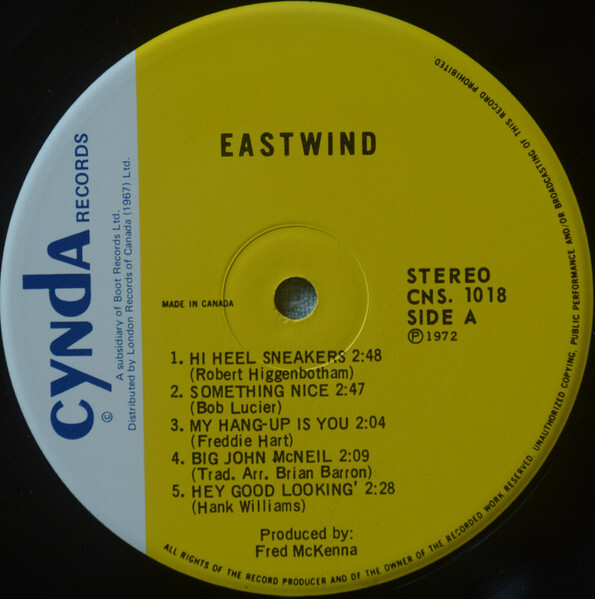 EASTWIND
cyndA RECORDS
© A subsidiary of Boot Records Ltd.
Distributed by London Records of Canada (1967) Ltd.
MADE IN CANADA
STEREO
CNS. 1018
SIDE A
℗ 1972
1. HI HEEL SNEAKERS 2:48
(Robert Higgenbotham)
2. SOMETHING NICE 2:47
(Bob Lucier)
3. MY HANG-UP IS YOU 2:04
(Freddie Hart)
4. BIG JOHN McNEIL 2:09
(Trad. Arr. Brian Barron)
5. HEY GOOD LOOKING' 2:28
(Hank Williams)
Produced by:
Fred McKenna
ALL RIGHTS OF THE RECORD PRODUCER AND OF THE OWNER OF THE RECORDED WORK RESERVED. UNAUTHORIZED COPYING, PUBLIC PERFORMANCE AND/OR BROADCASTING OF THIS RECORD PROHIBITED